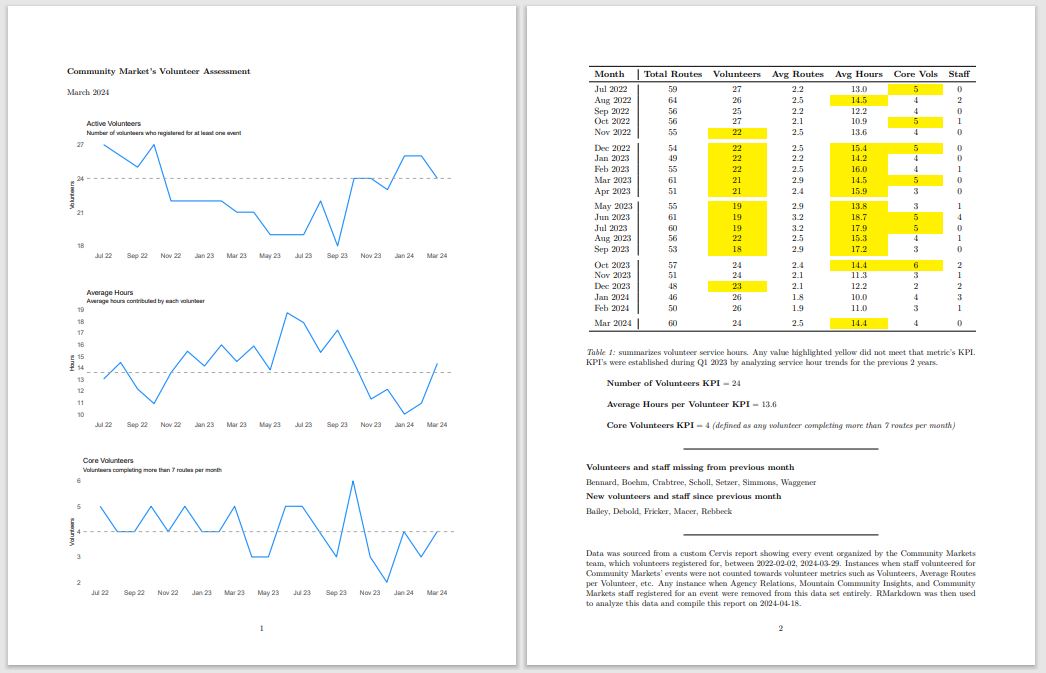 Community Market's Volunteer Assessment
March 2024
Active Volunteers
Number of volunteers who registered for at least one event
27
24
21
18
Volunteers
Jul 22 Sep 22 Nov 22 Jan 23 Mar 23 May 23 Jul 23 Sep 23 Nov 23 Jan 24 Mar 24
Average Hours
Average hours contributed by each volunteer
19
18
17
16
15
14
13
12
11
10
Hours
Jul 22 Sep 22 Nov 22 Jan 23 Mar 23 May 23 Jul 23 Sep 23 Nov 23 Jan 24 Mar 24
Core Volunteers
Volunteers completing more than 7 routes per month
6
5
4
3
2
Volunteers
Jul 22 Sep 22 Nov 22 Jan 23 Mar 23 May 23 Jul 23 Sep 23 Nov 23 Jan 24 Mar 24
1
Month Total Routes Volunteers Avg Routes Avg Hours Core Vols Staff
Jul 2022 59 27 2.2 13.0 5 0
Aug 2022 64 26 2.5 14.5 4 2
Sep 2022 56 25 2.2 12.2 4 0
Oct 2022 56 27 2.1 10.9 5 1
Nov 2022 55 22 2.5 13.6 4 0
Dec 2022 54 22 2.5 15.4 5 0
Jan 2023 49 22 2.2 14.2 4 0
Feb 2023 55 22 2.5 16.0 4 1
Mar 2023 61 21 2.9 14.5 5 0
Apr 2023 51 21 2.4 15.9 3 0
May 2023 55 19 2.9 13.8 3 1
Jun 2023 61 19 3.2 18.7 5 4
Jul 2023 60 19 3.2 17.9 5 0
Aug 2023 56 22 2.5 15.3 4 1
Sep 2023 53 18 2.9 17.2 3 0
Oct 2023 57 24 2.4 14.4 6 2
Nov 2023 51 24 2.1 11.3 3 1
Dec 2023 48 23 2.1 12.2 2 2
Jan 2024 46 26 1.8 10.0 4 3
Feb 2024 50 26 1.9 11.0 3 1
Mar 2024 60 24 2.5 14.4 4 0
Table 1: summarizes volunteer service hours. Any value highlighted yellow did not meet that metric's KPI.
KPI's were established during Q1 2023 by analyzing service hour trends for the previous 2 years.
Number of Volunteers KPI = 24
Average Hours per Volunteer KPI = 13.6
Core Volunteers KPI = 4 (defined as any volunteer completing more than 7 routes per month)
Volunteers and staff missing from previous month
Bennard, Boehm, Crabtree, Scholl, Setzer, Simmons, Waggener
New volunteers and staff since previous month
Bailey, Debold, Fricker, Macer, Rebbeck
Data was sourced from a custom Cervis report showing every event organized by the Community Markets
team, which volunteers registered for, between 2022-02-02, 2024-03-29. Instances when staff volunteered for
Community Markets' events were not counted towards volunteer metrics such as Volunteers, Average Routes
per Volunteer, etc. Any instance when Agency Relations, Mountain Community Insights, and Community
Markets staff registered for an event were removed from this data set entirely. RMarkdown was then used
to analyze this data and compile this report on 2024-04-18.
2